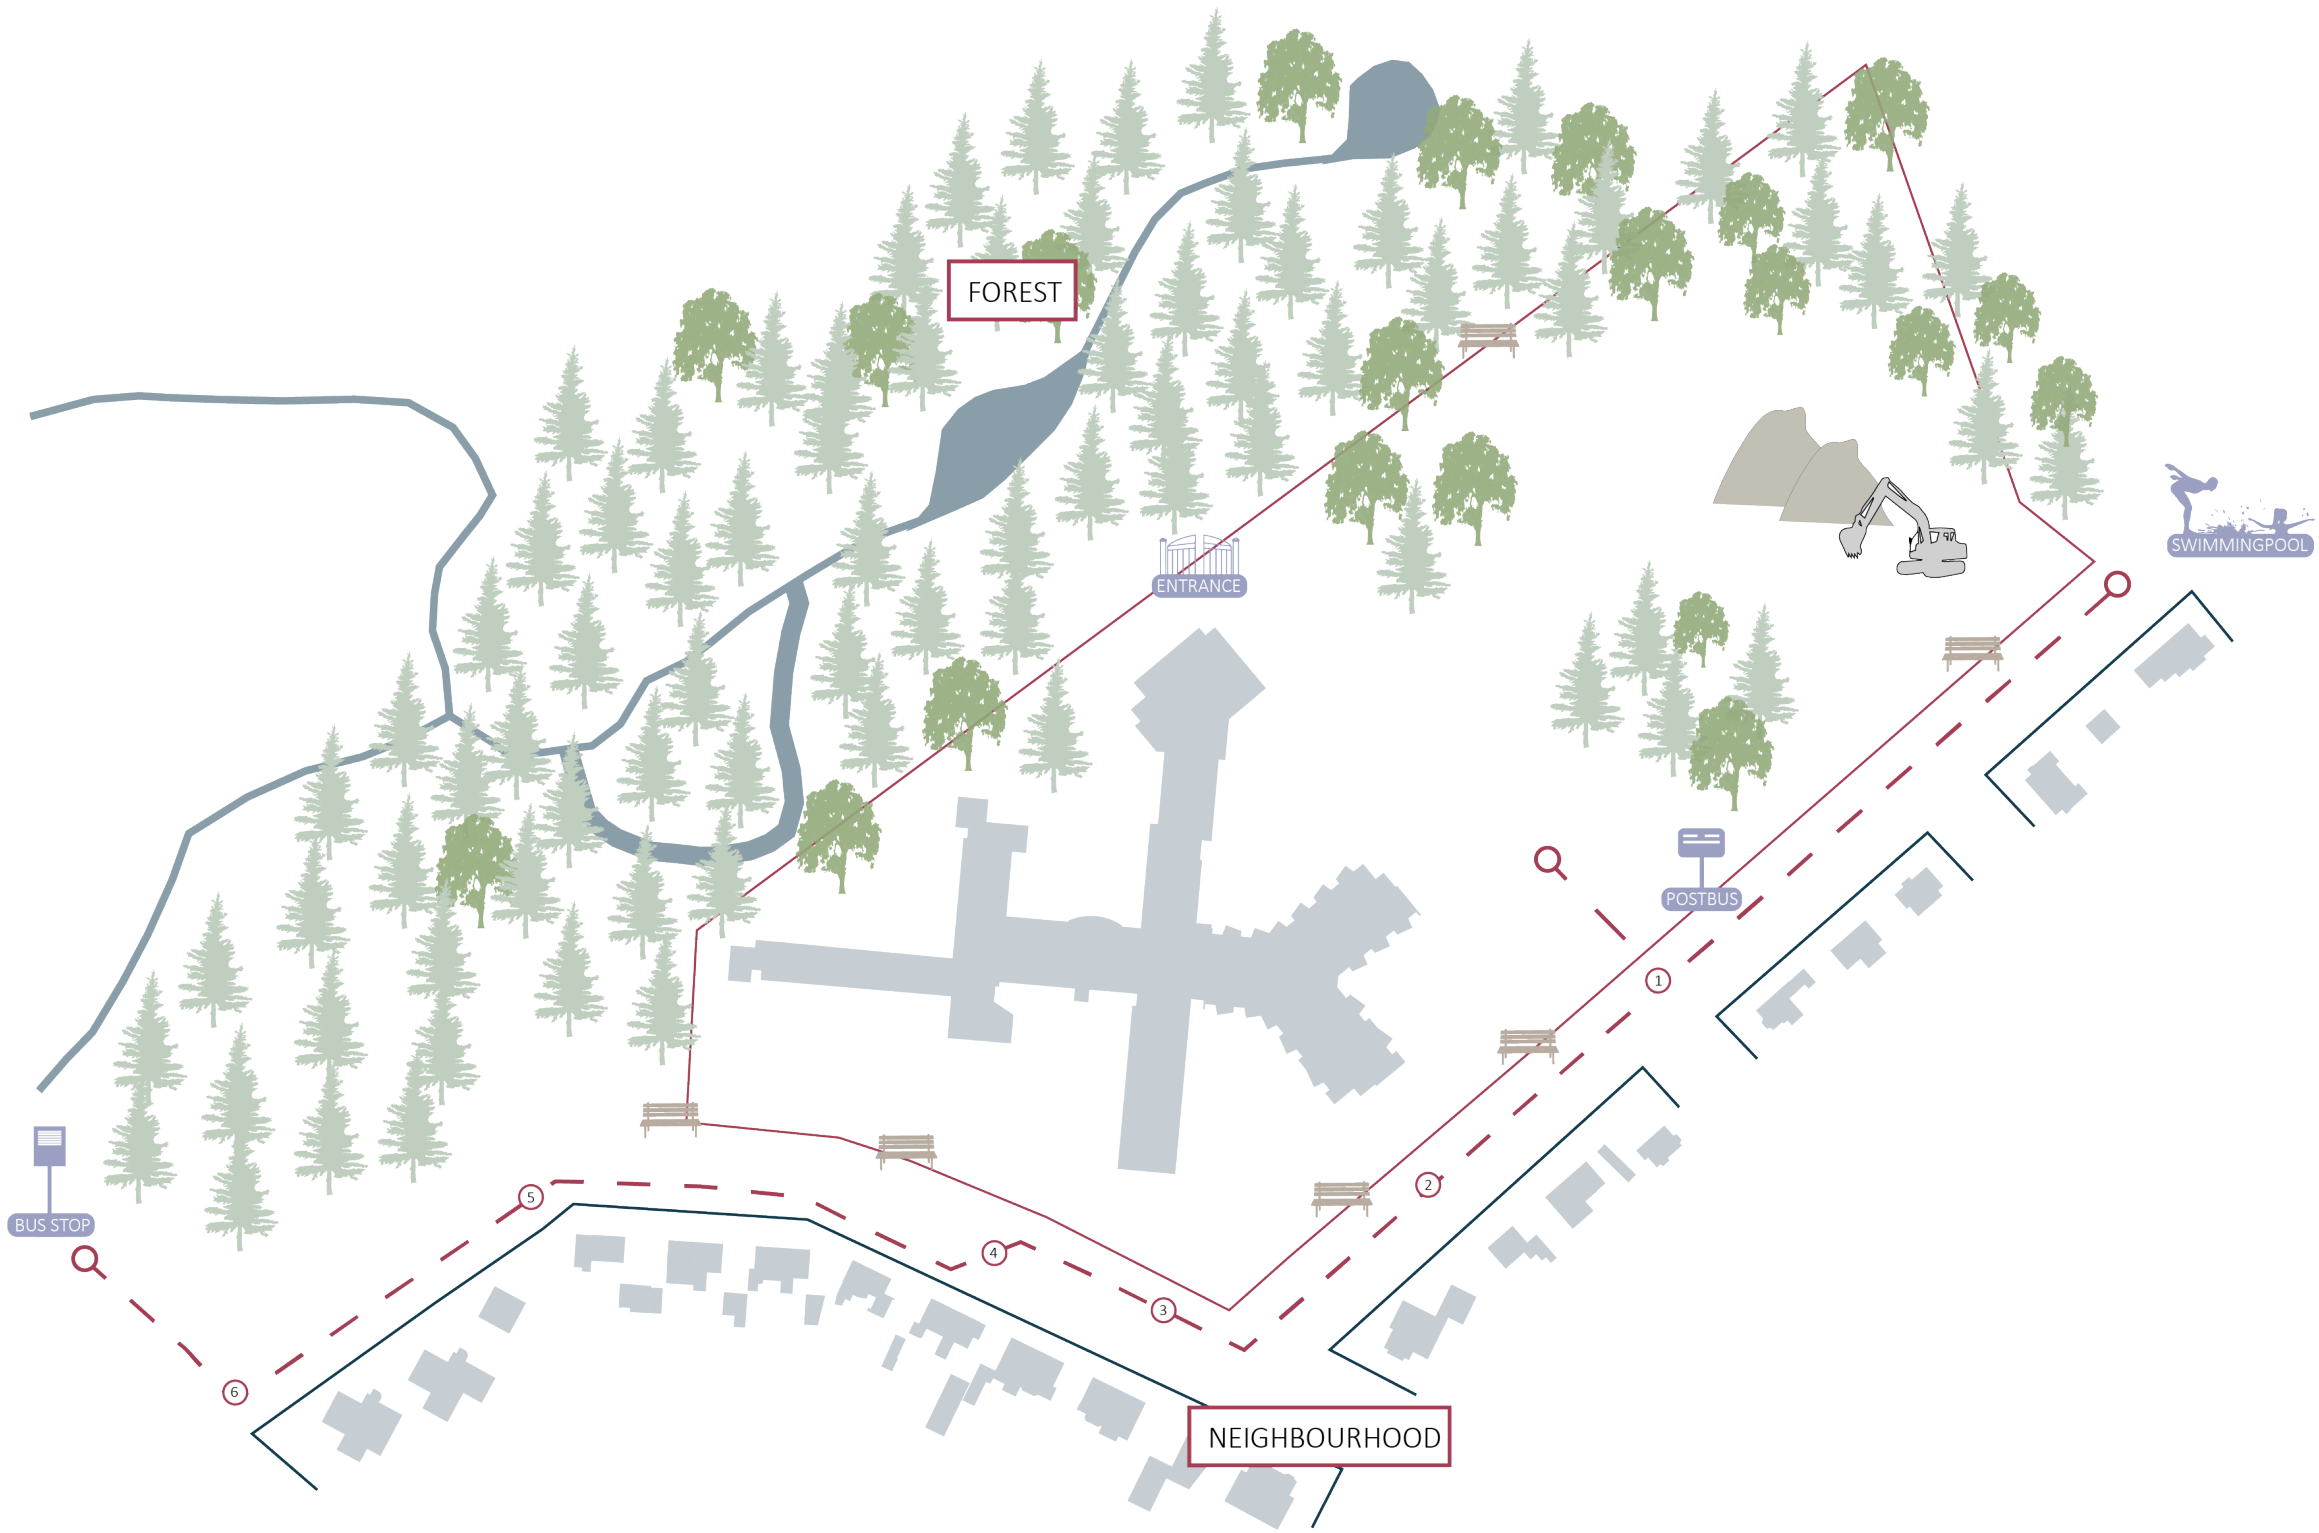 FOREST
SWIMMINGPOOL
ENTRANCE
POSTBUS
1
2
5
BUS STOP
4
3
6
NEIGHBOURHOOD